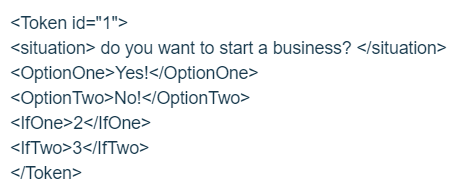 <Token id="1">
<situation> do you want to start a business? </situation>
<OptionOne>Yes!</OptionOne>
<OptionTwo>No!</OptionTwo>
<IfOne>2</IfOne>
<IfTwo>3</IfTwo>
</Token>